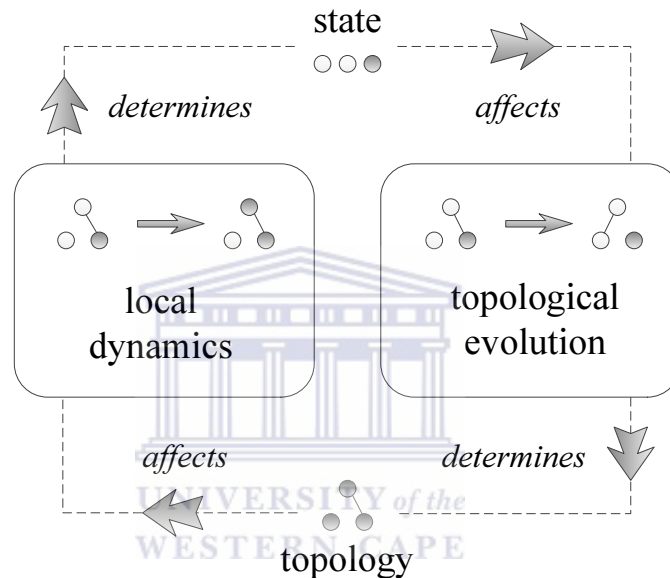 state
determines
affects
local
dynamics
topological
evolution
affects
determines
UNIVERSITY of the
WESTERN CAPE
topology